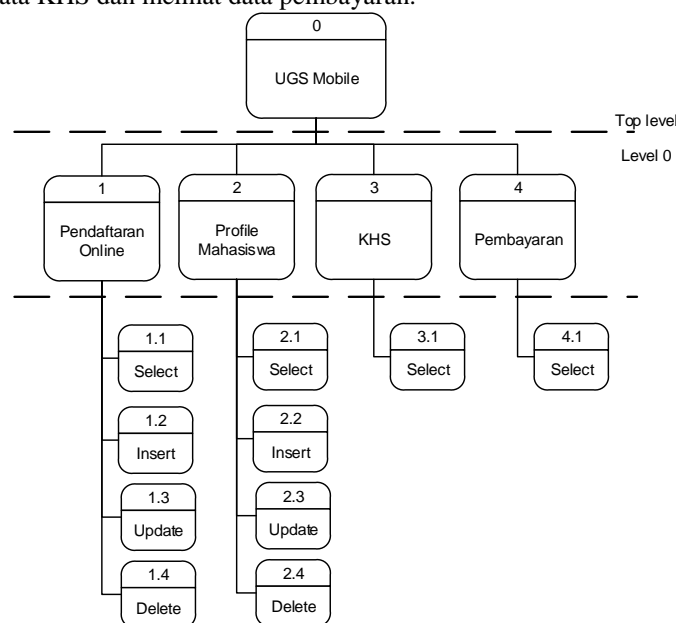 ata KHS dan melihat data pembayaran.
0
UGS Mobile
Top level
Level 0
1
Pendaftaran
Online
2
Profile
Mahasiswa
3
KHS
4
Pembayaran
1.1
Select
2.1
Select
3.1
Select
4.1
Select
1.2
Insert
2.2
Insert
1.3
Update
2.3
Update
1.4
Delete
2.4
Delete